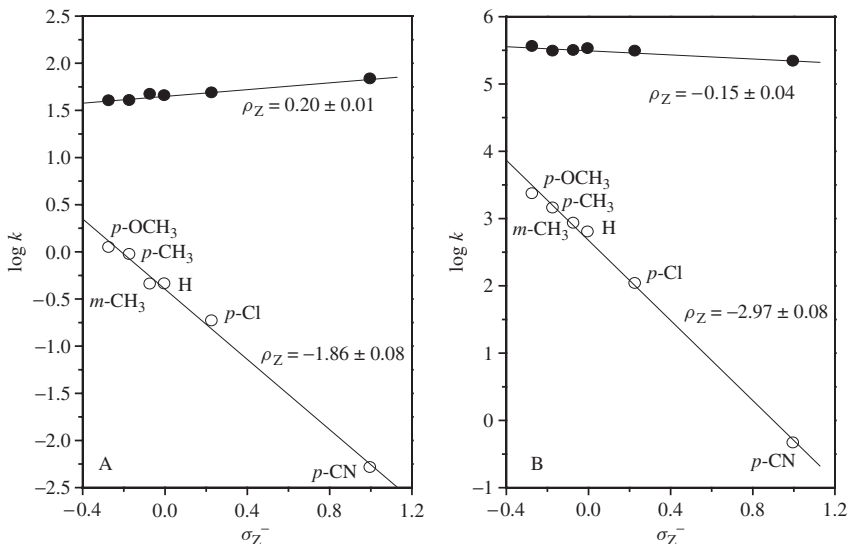 2.5
2.0
1.5
1.0
0.5
0.0
−0.5
−1.0
−1.5
−2.0
−2.5
log k
ρZ = 0.20 ± 0.01
p-OCH3
p-CH3
m-CH3
H
p-Cl
ρZ = −1.86 ± 0.08
p-CN
A
−0.4
0.0
0.4
0.8
1.2
σZ−
6
5
4
3
2
1
0
−1
log k
ρZ = −0.15 ± 0.04
p-OCH3
p-CH3
m-CH3
H
p-Cl
ρZ = −2.97 ± 0.08
p-CN
B
−0.4
0.0
0.4
0.8
1.2
σZ−